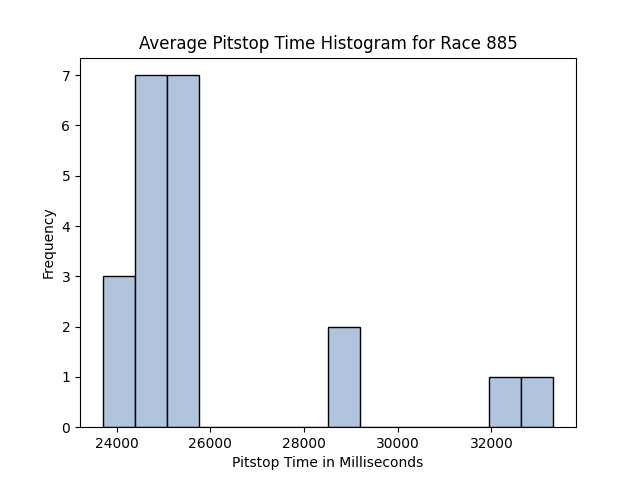 Average Pitstop Time Histogram for Race 885
7
6
5
4
3
2
1
0
Frequency
24000 26000 28000 30000 32000
Pitstop Time in Milliseconds